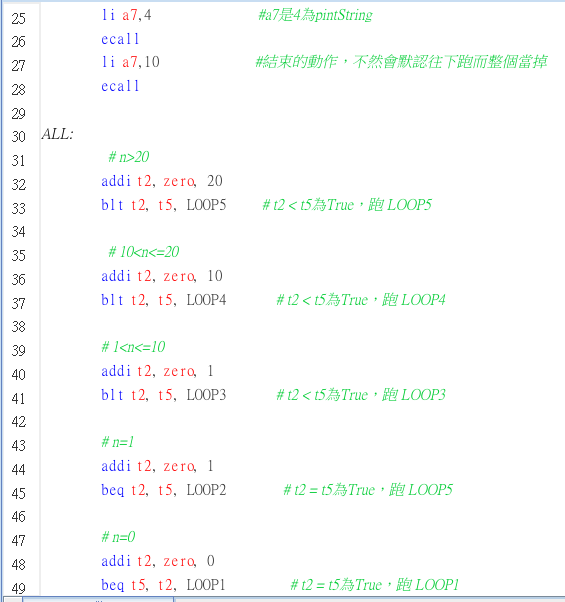 25 li a7,4 #a7是4為pintString
26 ecall
27 li a7,10 #結束的動作，不然會默認往下跑而整個當掉
28 ecall
29
30 ALL:
31 # n>20
32 addi t2, zero, 20
33 blt t2, t5, LOOP5 # t2 < t5為True，跑 LOOP5
34
35 # 10<n<=20
36 addi t2, zero, 10
37 blt t2, t5, LOOP4 # t2 < t5為True，跑 LOOP4
38
39 # 1<n<=10
40 addi t2, zero, 1
41 blt t2, t5, LOOP3 # t2 < t5為True，跑 LOOP3
42
43 # n=1
44 addi t2, zero, 1
45 beq t2, t5, LOOP2 # t2 = t5為True，跑 LOOP5
46
47 # n=0
48 addi t2, zero, 0
49 beq t5, t2, LOOP1 # t2 = t5為True，跑 LOOP1